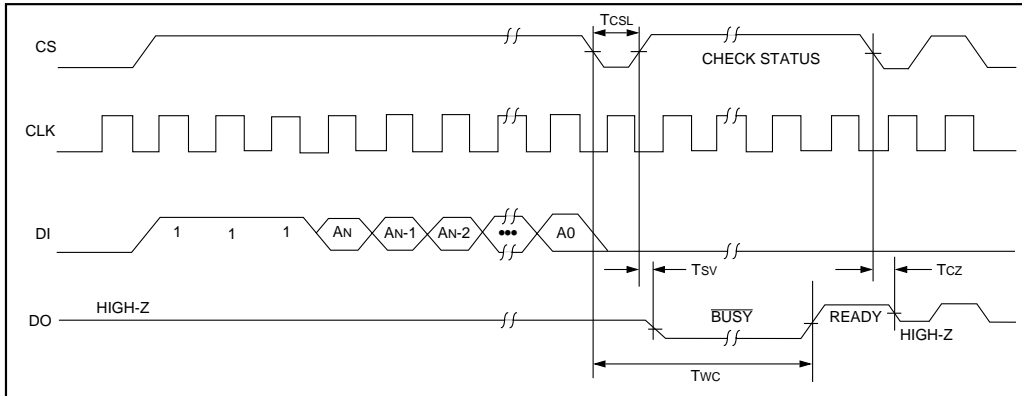 TCSL
CS
CHECK STATUS
CLK
DI
1 1 1 AN AN-1 AN-2 ••• A0
TSV
TCZ
HIGH-Z
DO
BUSY
READY
HIGH-Z
TWC